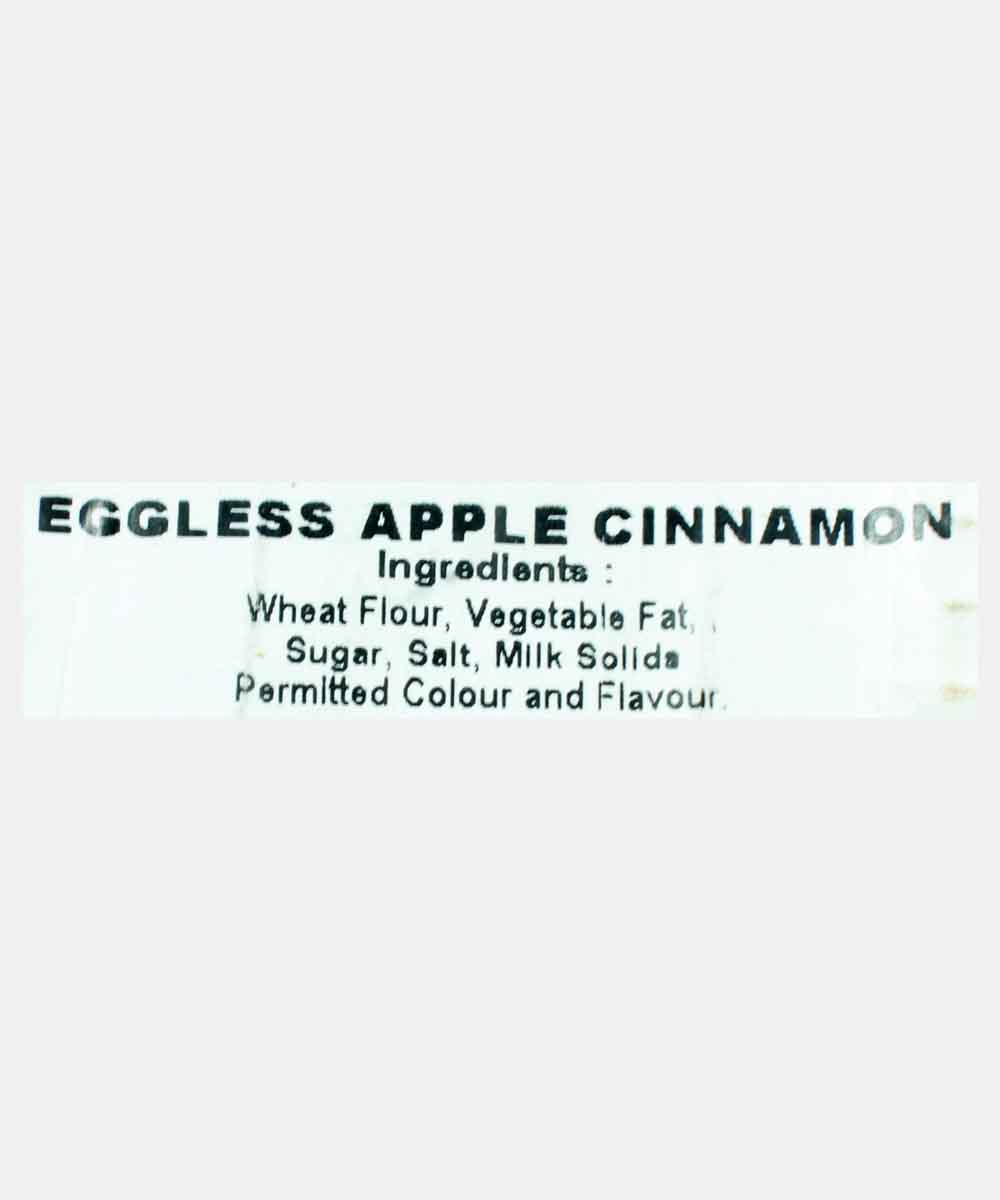 EGGLESS APPLE CINNAMON
Ingredients :
Wheat Flour, Vegetable Fat, ,
Sugar, Salt, Milk Solids
Permitted Colour and Flavour.